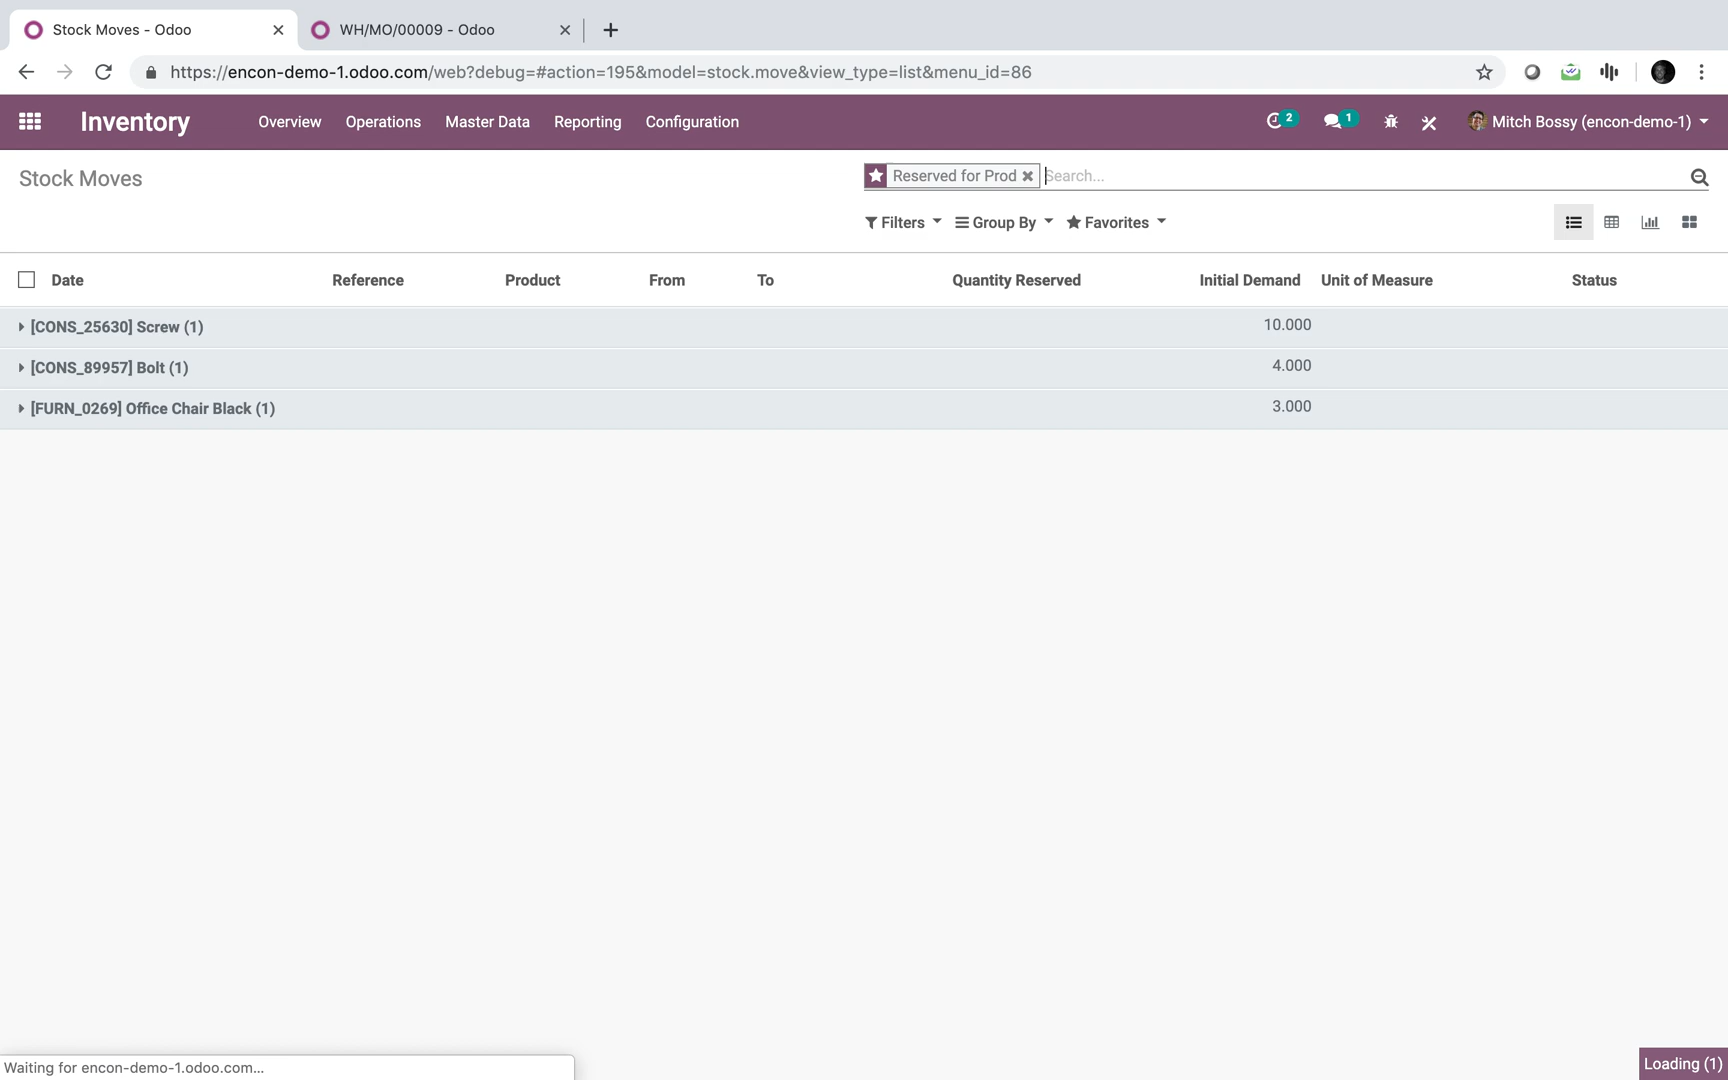 Stock Moves - Odoo
WH/MO/00009 - Odoo
https://encon-demo-1.odoo.com/web?debug=#action=195&model=stock.move&view_type=list&menu_id=86
Inventory Overview Operations Master Data Reporting Configuration 2 1 Mitch Bossy (encon-demo-1)
Stock Moves
Reserved for Prod Search...
Filters Group By Favorites
Date Reference Product From To Quantity Reserved Initial Demand Unit of Measure Status
[CONS_25630] Screw (1) 10.000
[CONS_89957] Bolt (1) 4.000
[FURN_0269] Office Chair Black (1) 3.000
Waiting for encon-demo-1.odoo.com...
Loading (1)